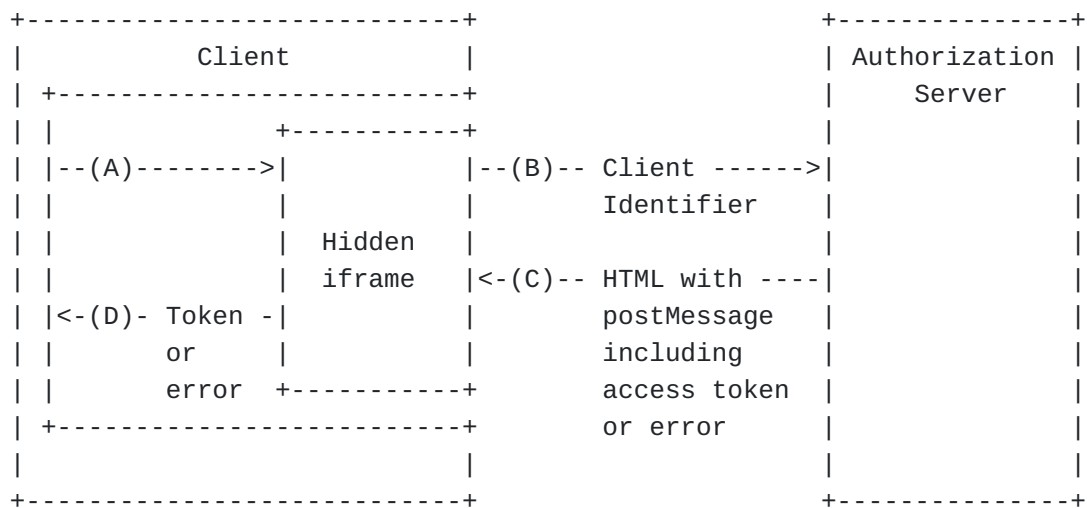 +----------------------------+                      +---------------+
|           Client           |                      | Authorization |
| +--------------------------+                      |     Server    |
| |              +-----------+                      |               |
| |--(A)-------->|           |--(B)-- Client ------>|               |
| |              |           |        Identifier    |               |
| |              |  Hidden   |                      |               |
| |              |  iframe   |<-(C)-- HTML with ----|               |
| |<-(D)- Token -|           |        postMessage   |               |
| |       or     |           |        including     |               |
| |       error  +-----------+        access token  |               |
| +--------------------------+        or error      |               |
|                            |                      |               |
+----------------------------+                      +---------------+